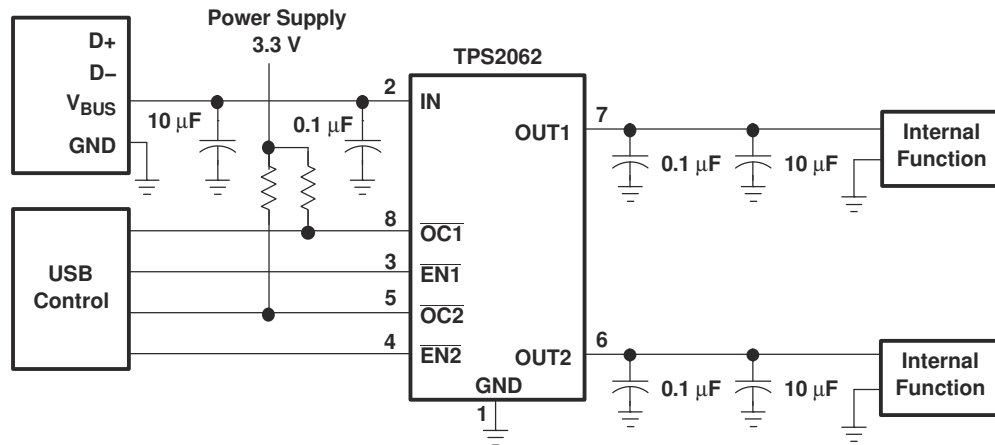 Power Supply
3.3 V
TPS2062
D+
D−
VBUS
GND
10 μF
0.1 μF
2
IN
7
OUT1
0.1 μF
10 μF
Internal
Function
USB
Control
8
OC1
3
EN1
5
OC2
4
EN2
6
OUT2
0.1 μF
10 μF
Internal
Function
GND
1